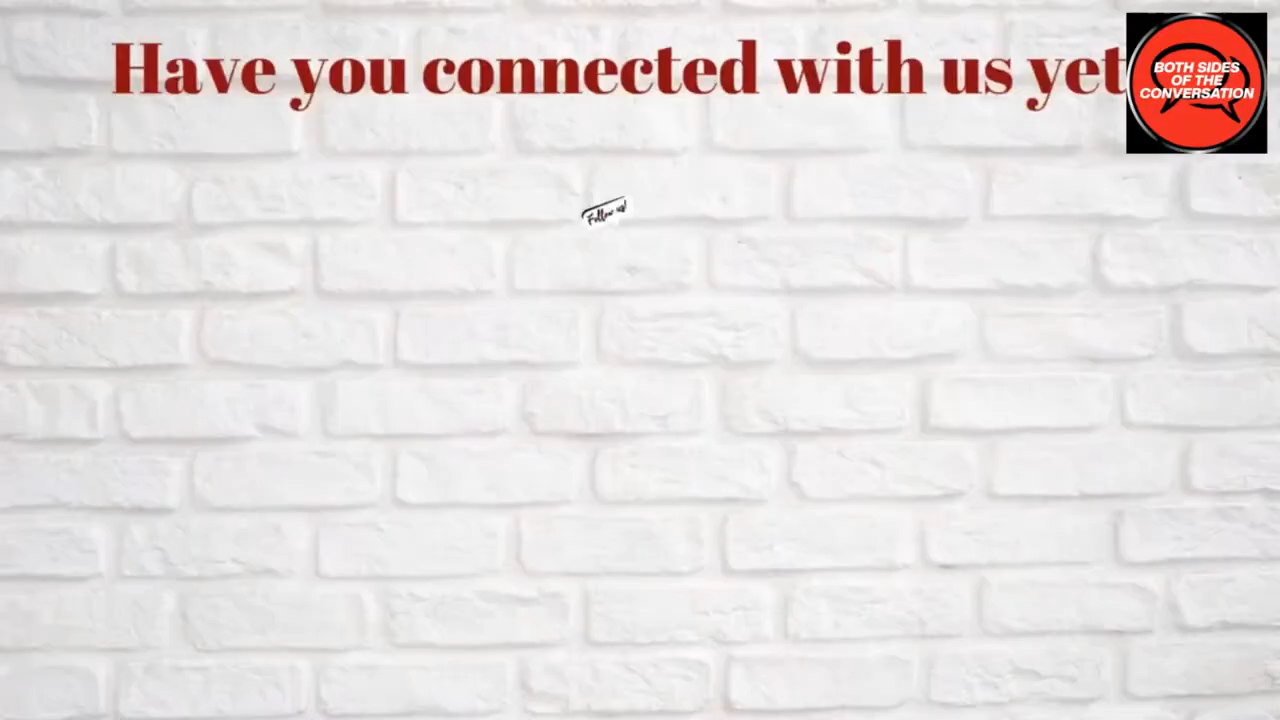 Have you connected with us yet
BOTH SIDES
OF THE
CONVERSATION
Follow us!